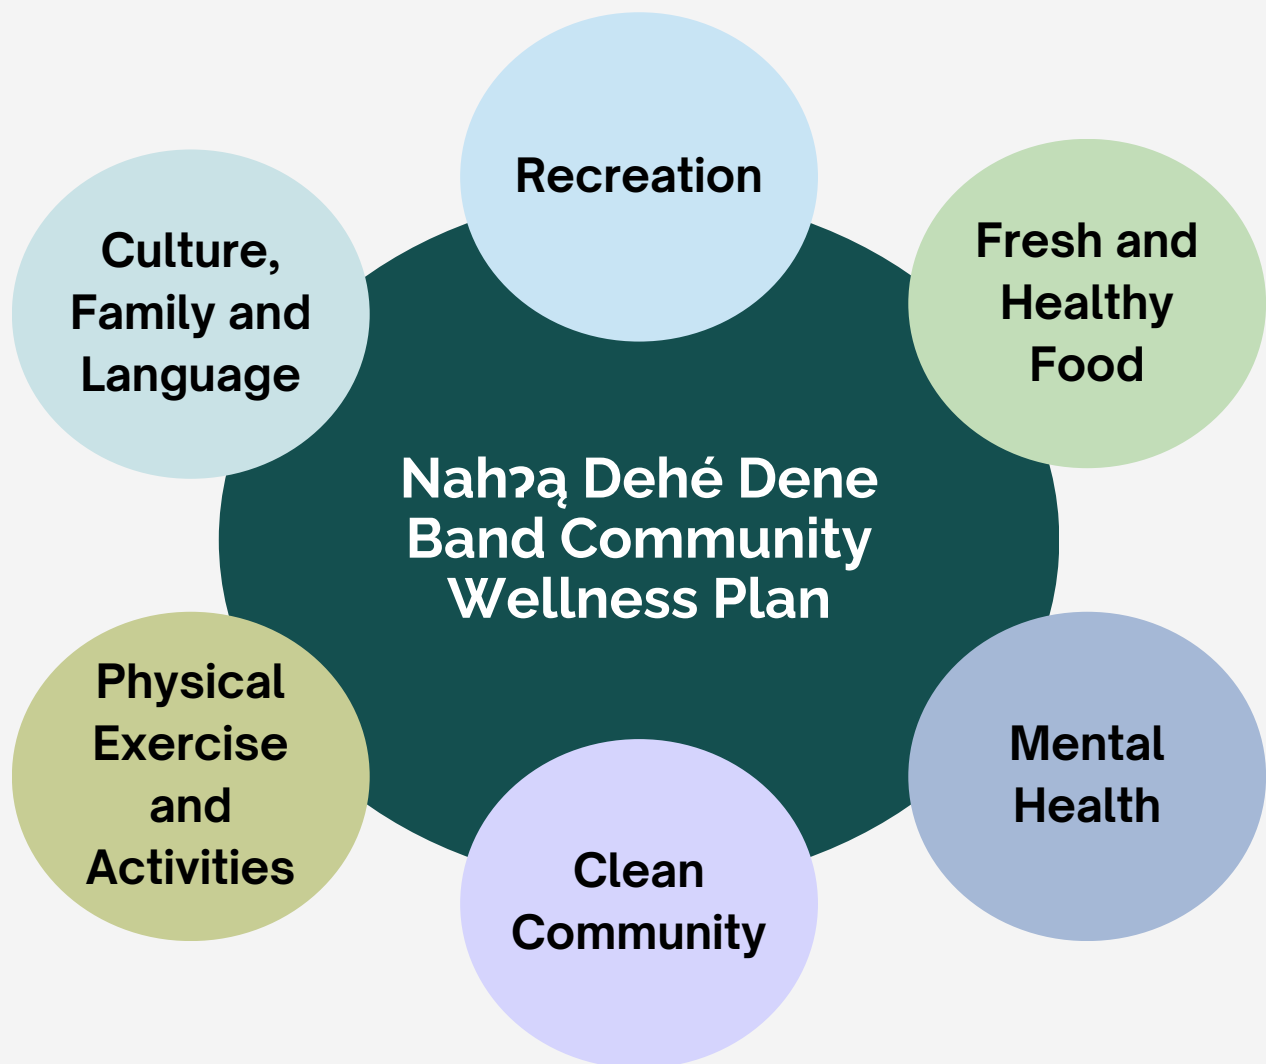 Recreation
Culture,
Family and
Language
Fresh and
Healthy
Food
Nahɂą Dehé Dene
Band Community
Wellness Plan
Physical
Exercise
and
Activities
Mental
Health
Clean
Community